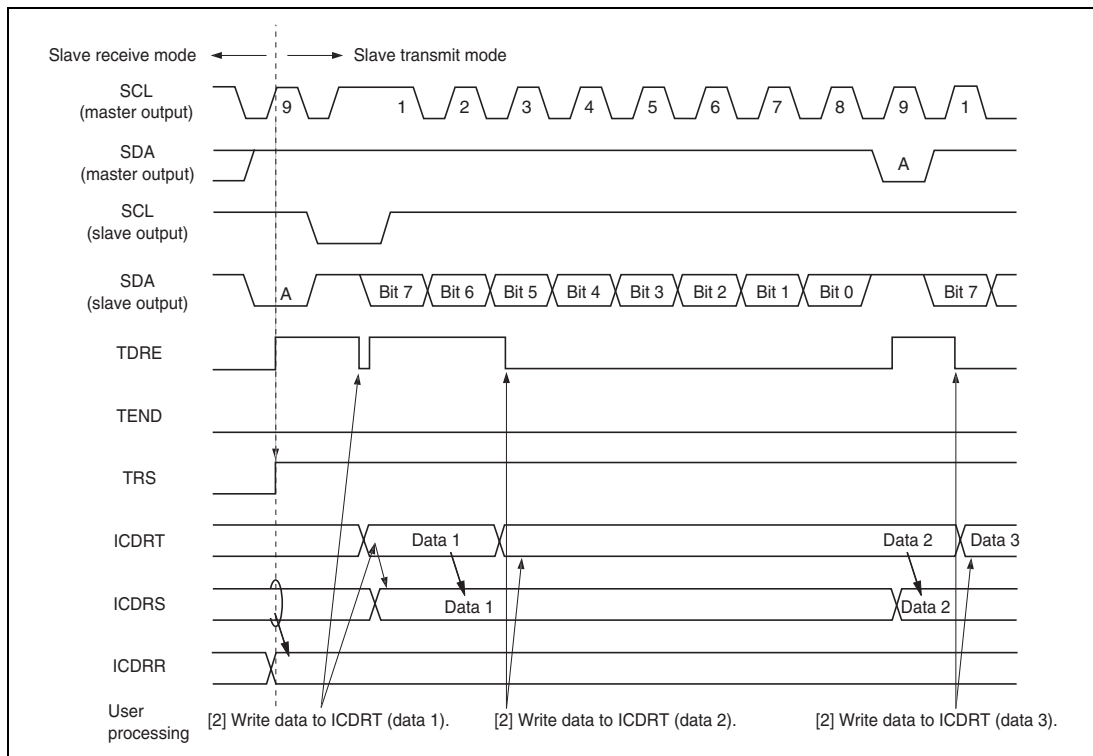 Slave receive mode Slave transmit mode
SCL
(master output)
9 1 2 3 4 5 6 7 8 9 1
SDA
(master output)
A
SCL
(slave output)
SDA
(slave output)
A Bit 7 Bit 6 Bit 5 Bit 4 Bit 3 Bit 2 Bit 1 Bit 0 Bit 7
TDRE
TEND
TRS
ICDRT Data 1 Data 2 Data 3
ICDRS Data 1 Data 2
ICDRR
User
processing
[2] Write data to ICDRT (data 1). [2] Write data to ICDRT (data 2). [2] Write data to ICDRT (data 3).